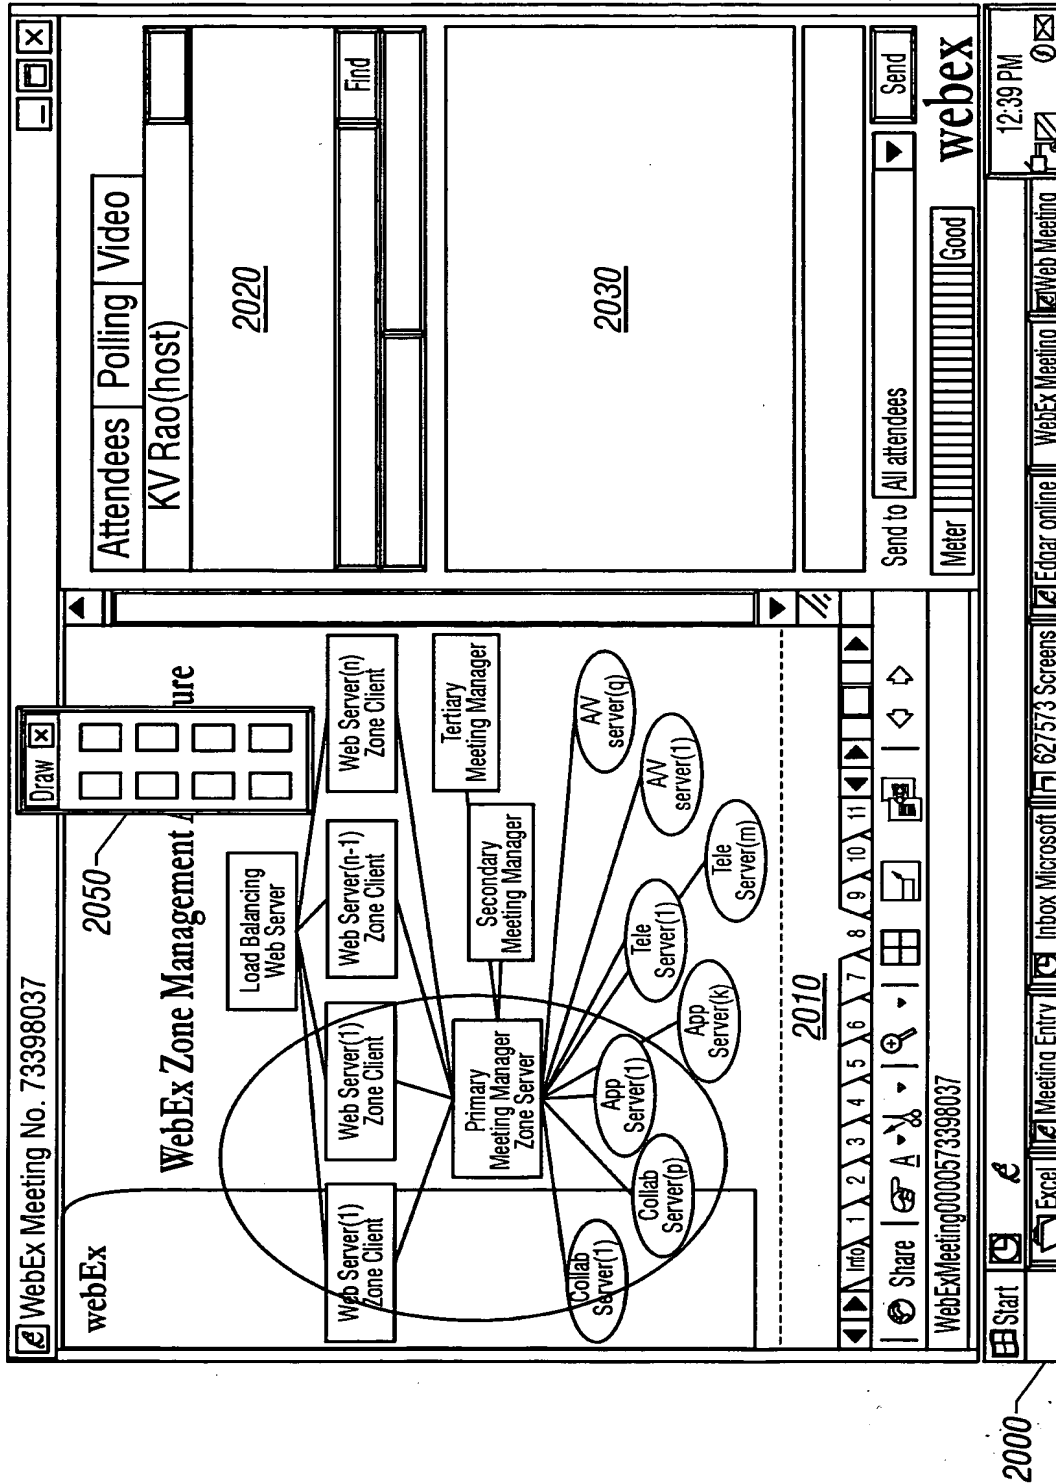 WebEx Meeting No. 73398037
2050
Draw
webEx
WebEx Zone Management A
ure
Load Balancing
Web Server
Web Server(1)
Zone Client
Web Server(1)
Zone Client
Web Server(n-1)
Zone Client
Web Server(n)
Zone Client
Primary
Meeting Manager
Zone Server
Secondary
Meeting Manager
Tertiary
Meeting Manager
Collab
Server(1)
Collab
Server(p)
App
Server(1)
App
Server(k)
Tele
Server(1)
Tele
Server(m)
A/V
server(1)
A/V
server(q)
2010
Info 1 2 3 4 5 6 7 8 9 10 11
Share A
WebExMeeting0000573398037
Attendees Polling Video
KV Rao(host)
2020
Find
2030
Send to All attendees Send
Meter Good
webex
Start
12:39 PM
Excel Meeting Entry Inbox Microsoft 627573 Screens Edgar online WebEx Meeting Web Meeting
2000